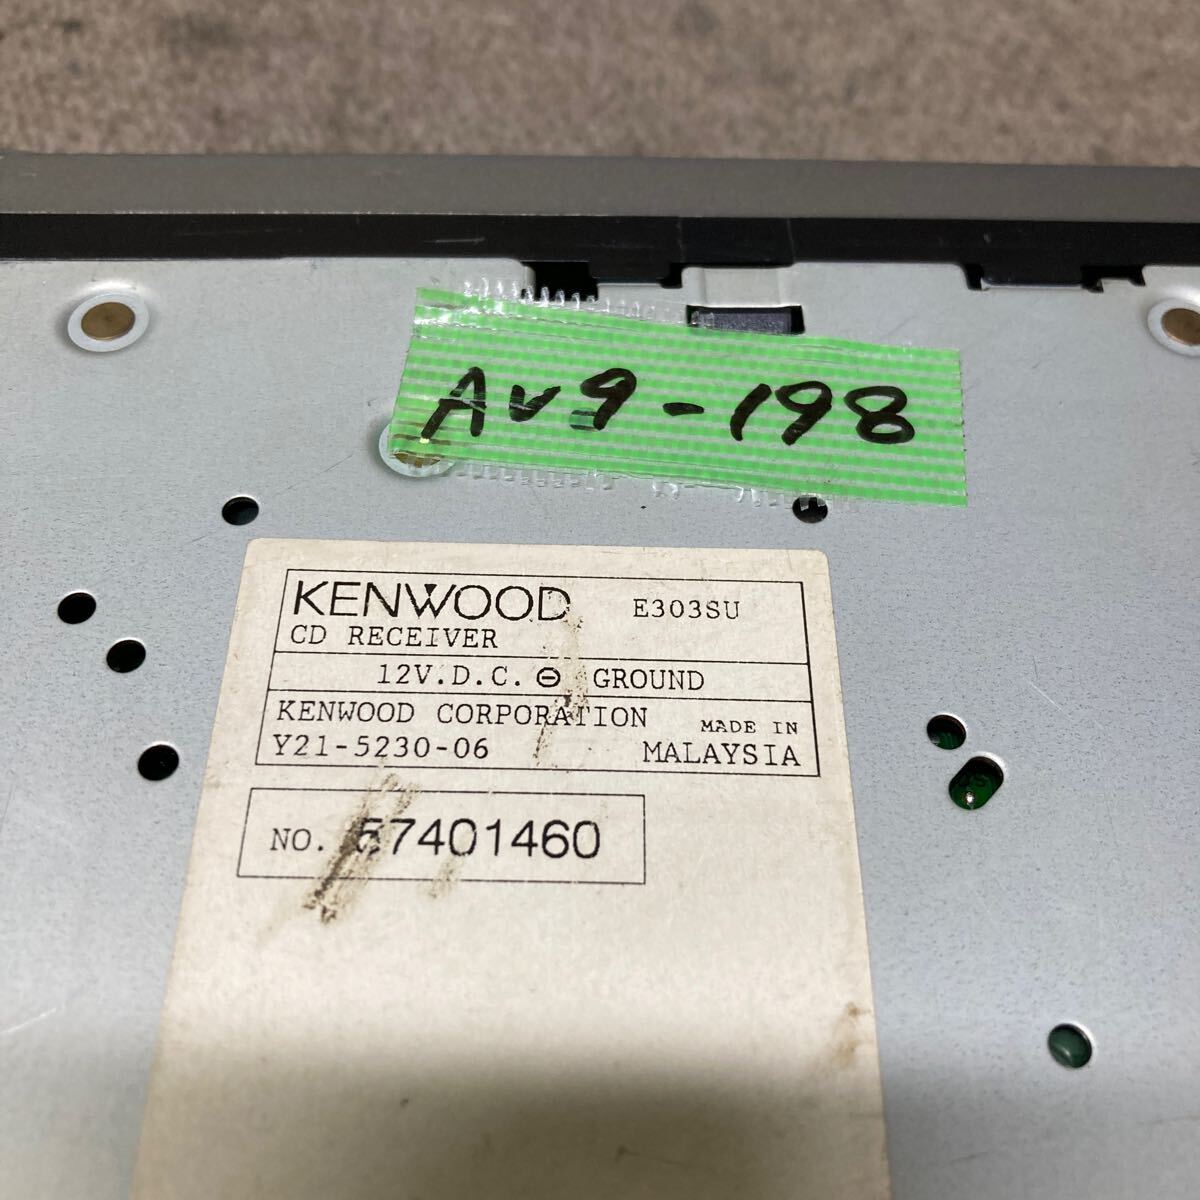 Av9-198
KENWOOD E303SU
CD RECEIVER
12V.D.C. ⊖ GROUND
KENWOOD CORPORATION MADE IN
Y21-5230-06 MALAYSIA
NO. 57401460